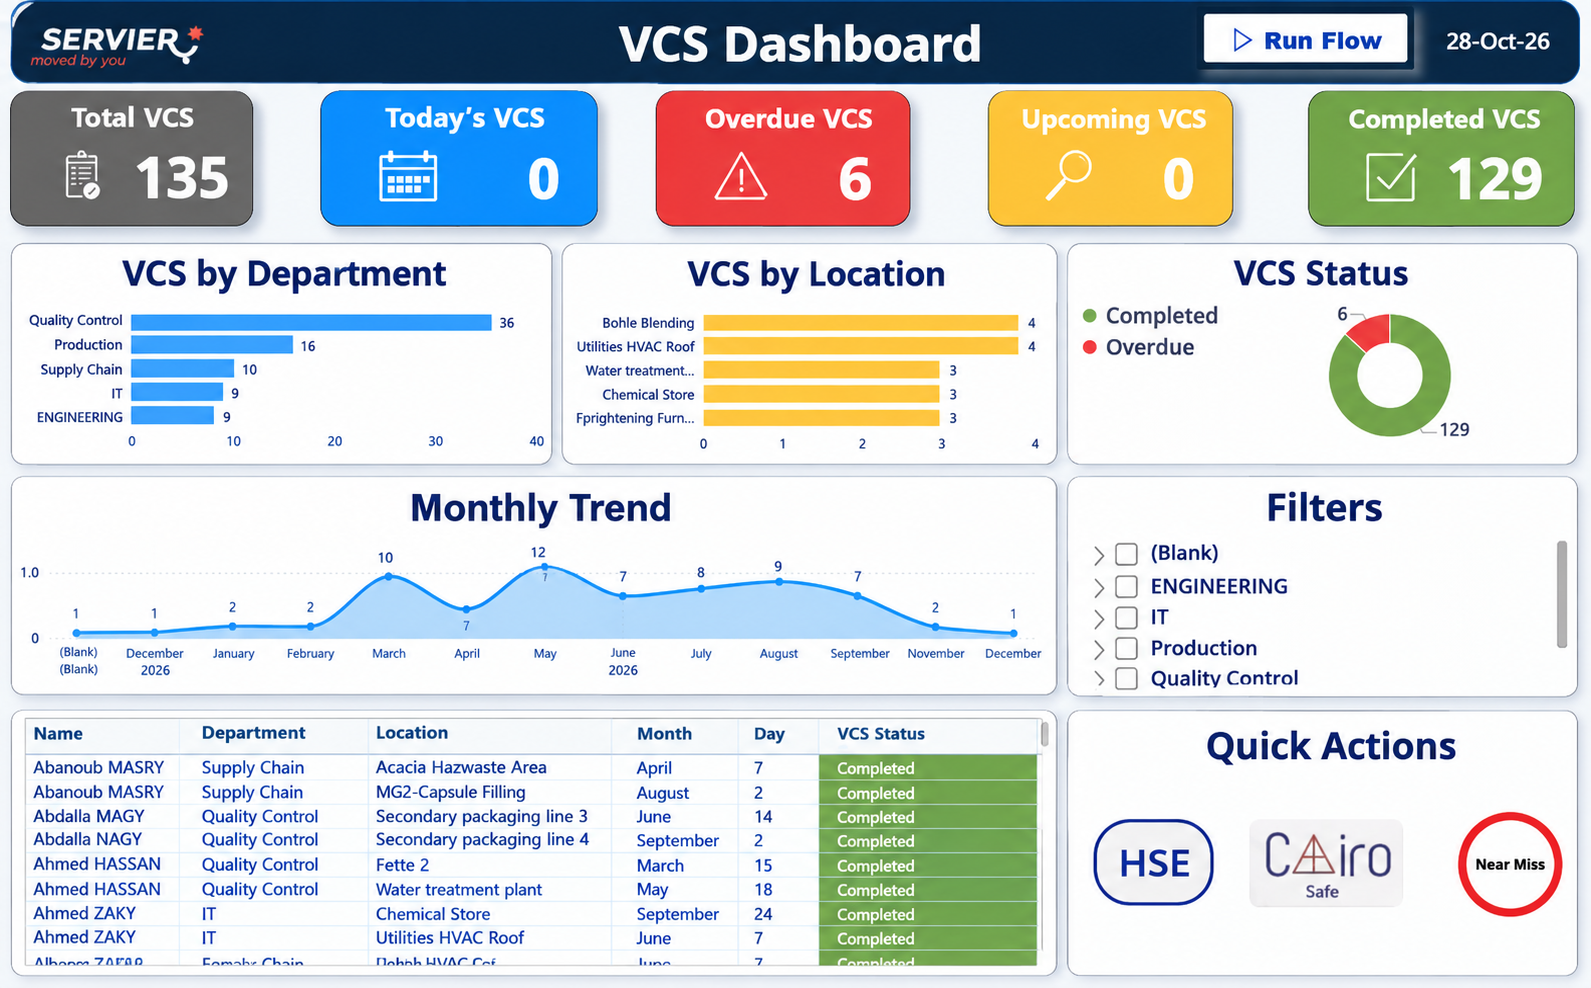 SERVIER
moved by you
VCS Dashboard
Run Flow
28-Oct-26
Total VCS
135
Today's VCS
0
Overdue VCS
6
Upcoming VCS
0
Completed VCS
129
VCS by Department
Quality Control 36
Production 16
Supply Chain 10
IT 9
ENGINEERING 9
0 10 20 30 40
VCS by Location
Bohle Blending 4
Utilities HVAC Roof 4
Water treatment... 3
Chemical Store 3
Fprightening Furn... 3
0 1 2 3 4
VCS Status
Completed
Overdue
6
129
Monthly Trend
1.0
0
1 1 2 2 10 7 12 7 7 8 9 7 2 1
(Blank) December January February March April May June July August September November December
(Blank) 2026 2026
Filters
(Blank)
ENGINEERING
IT
Production
Quality Control
Name Department Location Month Day VCS Status
Abanoub MASRY Supply Chain Acacia Hazwaste Area April 7 Completed
Abanoub MASRY Supply Chain MG2-Capsule Filling August 2 Completed
Abdalla MAGY Quality Control Secondary packaging line 3 June 14 Completed
Abdalla NAGY Quality Control Secondary packaging line 4 September 2 Completed
Ahmed HASSAN Quality Control Fette 2 March 15 Completed
Ahmed HASSAN Quality Control Water treatment plant May 18 Completed
Ahmed ZAKY IT Chemical Store September 24 Completed
Ahmed ZAKY IT Utilities HVAC Roof June 7 Completed
Chain HVAC June 7 Completed
Quick Actions
HSE
CAiro
Safe
Near Miss